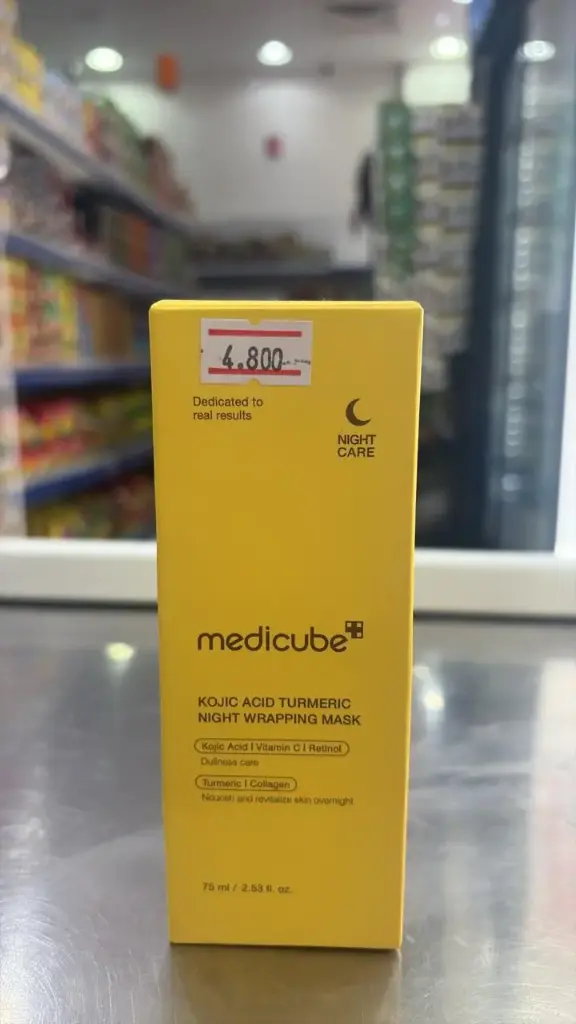 4.800
Dedicated to
real results
NIGHT
CARE
medicube
KOJIC ACID TURMERIC
NIGHT WRAPPING MASK
Kojic Acid | Vitamin C | Retinol
Dullness care
Turmeric | Collagen
Nourish and revitalize skin overnight
75 ml / 2.53 fl. oz.